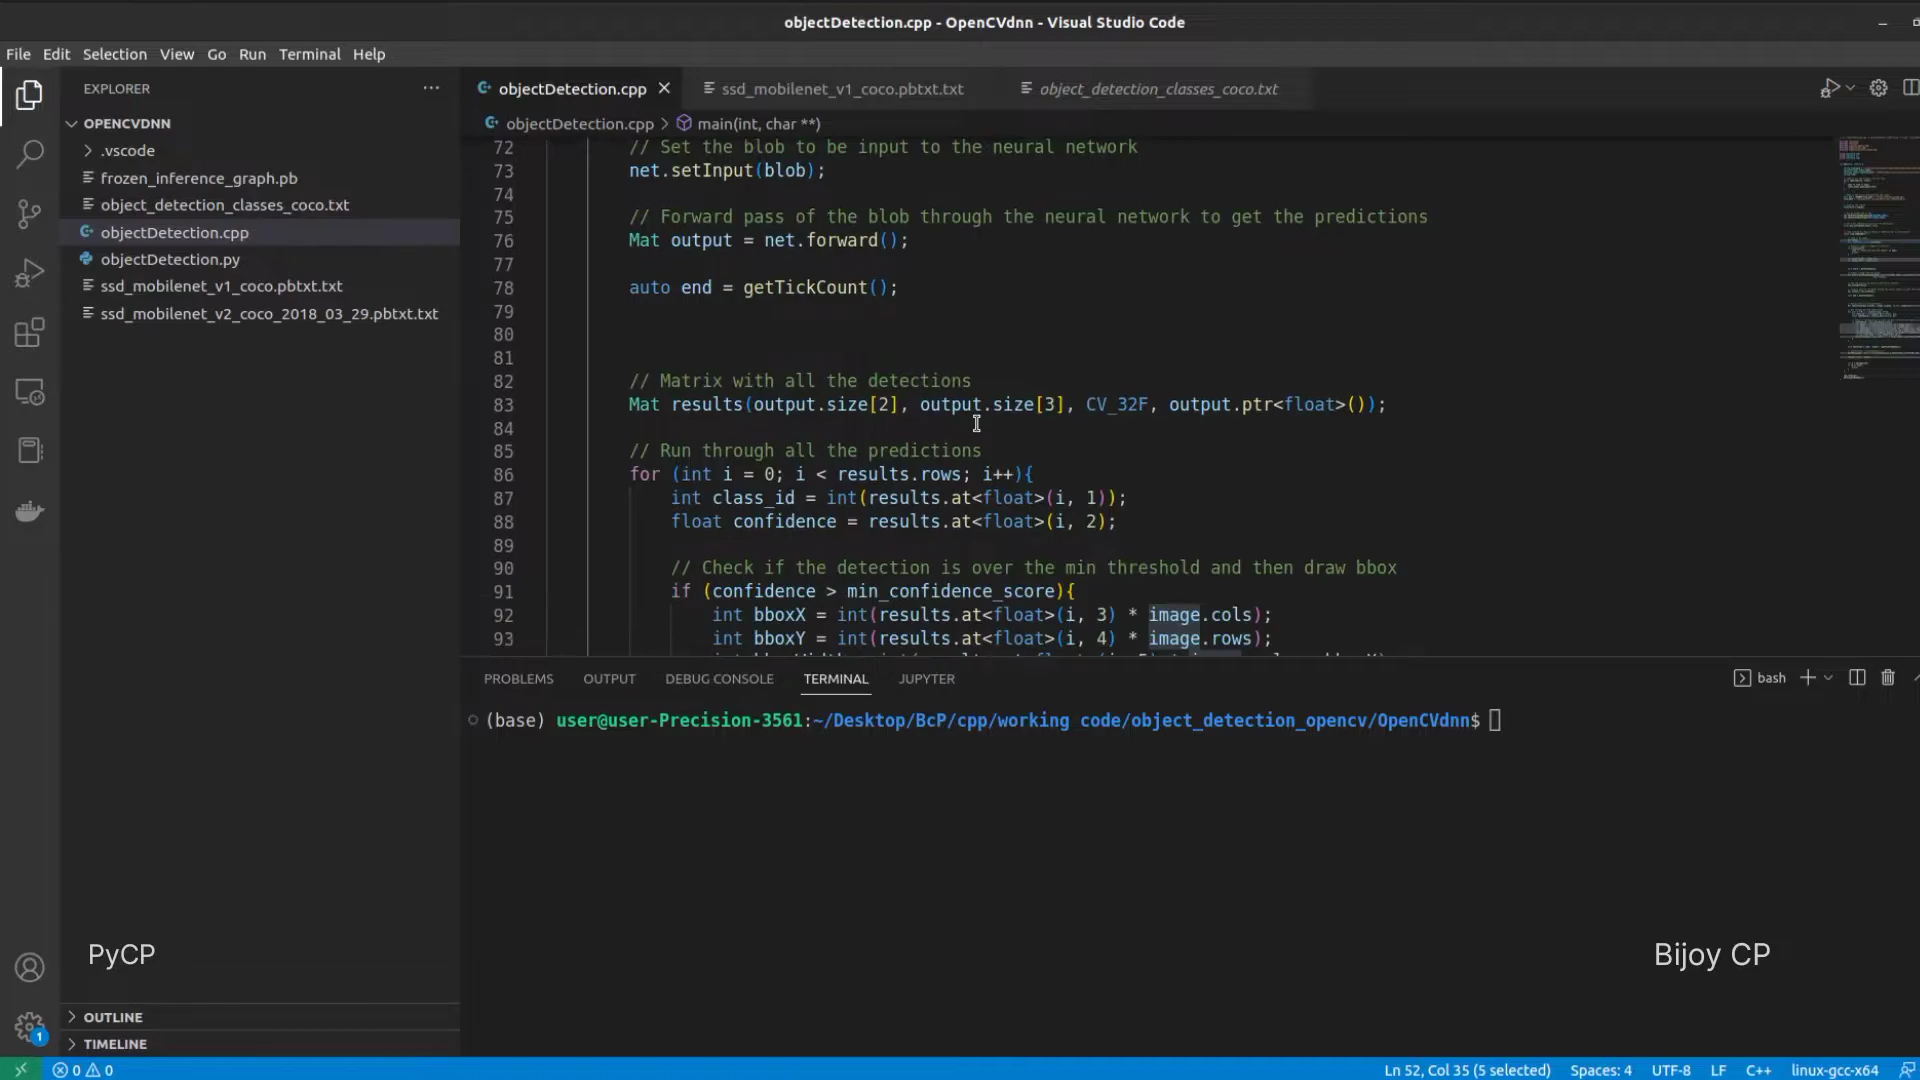 objectDetection.cpp - OpenCVdnn - Visual Studio Code
File Edit Selection View Go Run Terminal Help
EXPLORER
OPENCVDNN
.vscode
frozen_inference_graph.pb
object_detection_classes_coco.txt
objectDetection.cpp
objectDetection.py
ssd_mobilenet_v1_coco.pbtxt.txt
ssd_mobilenet_v2_coco_2018_03_29.pbtxt.txt
PyCP
OUTLINE
TIMELINE
objectDetection.cpp ssd_mobilenet_v1_coco.pbtxt.txt object_detection_classes_coco.txt
objectDetection.cpp > main(int, char **)
72 // Set the blob to be input to the neural network
73 net.setInput(blob);
74
75 // Forward pass of the blob through the neural network to get the predictions
76 Mat output = net.forward();
77
78 auto end = getTickCount();
79
80
81
82 // Matrix with all the detections
83 Mat results(output.size[2], output.size[3], CV_32F, output.ptr<float>());
84
85 // Run through all the predictions
86 for (int i = 0; i < results.rows; i++){
87 int class_id = int(results.at<float>(i, 1));
88 float confidence = results.at<float>(i, 2);
89
90 // Check if the detection is over the min threshold and then draw bbox
91 if (confidence > min_confidence_score){
92 int bboxX = int(results.at<float>(i, 3) * image.cols);
93 int bboxY = int(results.at<float>(i, 4) * image.rows);
PROBLEMS OUTPUT DEBUG CONSOLE TERMINAL JUPYTER
bash
(base) user@user-Precision-3561:~/Desktop/BcP/cpp/working code/object_detection_opencv/OpenCVdnn$
Bijoy CP
1
0 0
Ln 52, Col 35 (5 selected) Spaces: 4 UTF-8 LF C++ linux-gcc-x64